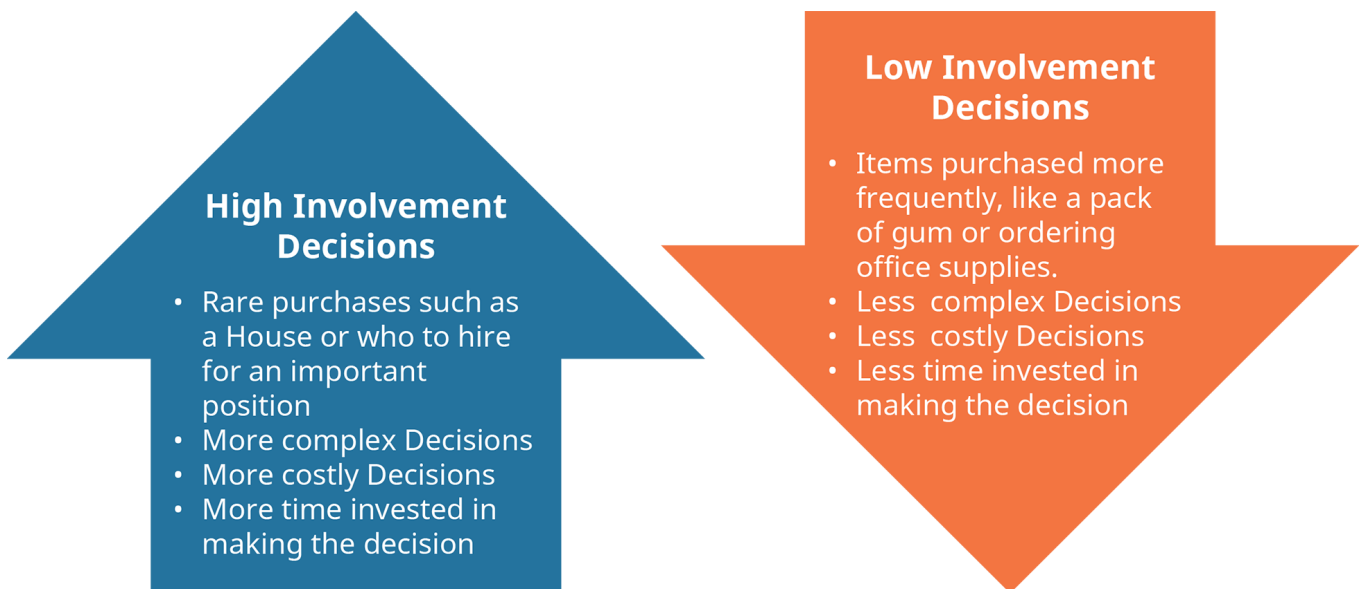 High Involvement
Decisions
• Rare purchases such as
a House or who to hire
for an important
position
• More complex Decisions
• More costly Decisions
• More time invested in
making the decision
Low Involvement
Decisions
• Items purchased more
frequently, like a pack
of gum or ordering
office supplies.
• Less  complex Decisions
• Less  costly Decisions
• Less time invested in
making the decision